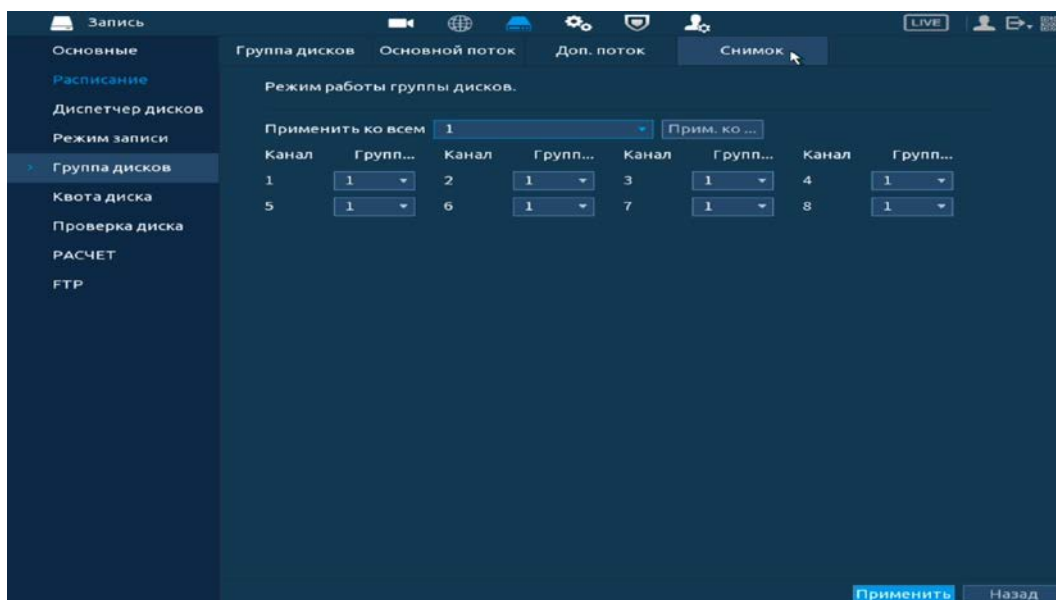 Запись LIVE
Основные
Расписание
Диспетчер дисков
Режим записи
Группа дисков
Квота диска
Проверка диска
РАСЧЕТ
FTP
Группа дисков Основной поток Доп. поток Снимок
Режим работы группы дисков.
Применить ко всем 1 Прим. ко ...
Канал Групп... Канал Групп... Канал Групп... Канал Групп...
1 1 2 1 3 1 4 1
5 1 6 1 7 1 8 1
Применить Назад